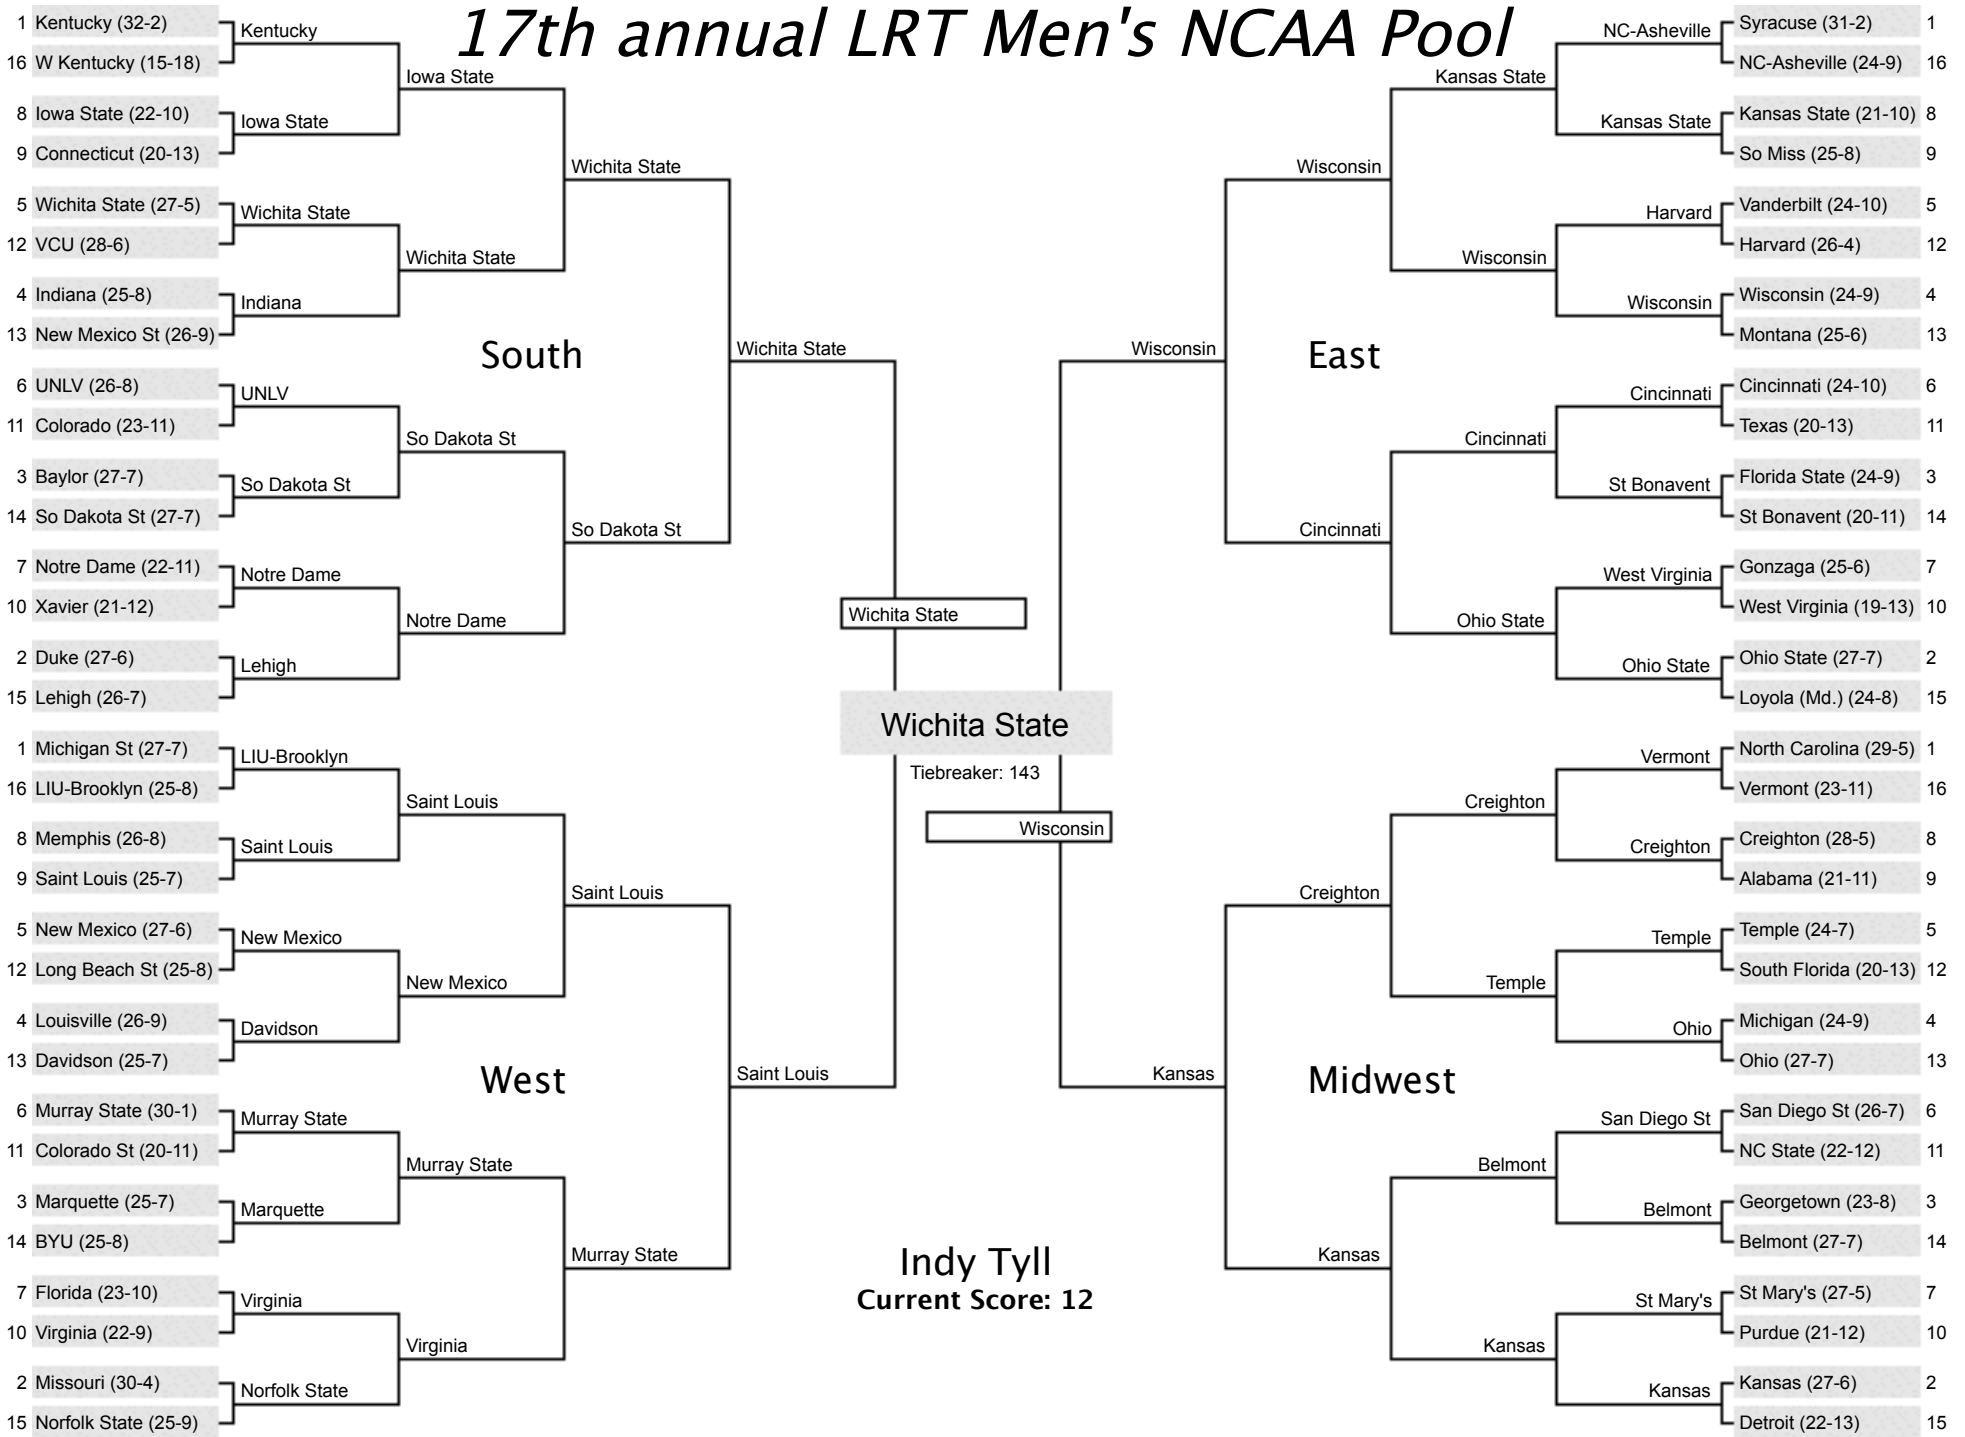 17th annual LRT Men's NCAA Pool
1 Kentucky (32-2)
16 W Kentucky (15-18)
8 Iowa State (22-10)
9 Connecticut (20-13)
5 Wichita State (27-5)
12 VCU (28-6)
4 Indiana (25-8)
13 New Mexico St (26-9)
6 UNLV (26-8)
11 Colorado (23-11)
3 Baylor (27-7)
14 So Dakota St (27-7)
7 Notre Dame (22-11)
10 Xavier (21-12)
2 Duke (27-6)
15 Lehigh (26-7)
Kentucky
Iowa State
Wichita State
Indiana
UNLV
So Dakota St
Notre Dame
Lehigh
Iowa State
Wichita State
So Dakota St
Notre Dame
Wichita State
So Dakota St
South
Wichita State
1 Michigan St (27-7)
16 LIU-Brooklyn (25-8)
8 Memphis (26-8)
9 Saint Louis (25-7)
5 New Mexico (27-6)
12 Long Beach St (25-8)
4 Louisville (26-9)
13 Davidson (25-7)
6 Murray State (30-1)
11 Colorado St (20-11)
3 Marquette (25-7)
14 BYU (25-8)
7 Florida (23-10)
10 Virginia (22-9)
2 Missouri (30-4)
15 Norfolk State (25-9)
LIU-Brooklyn
Saint Louis
New Mexico
Davidson
Murray State
Marquette
Virginia
Norfolk State
Saint Louis
New Mexico
Murray State
Virginia
Saint Louis
Murray State
West
Saint Louis
Wichita State
Wichita State
Tiebreaker: 143
Wisconsin
Indy Tyll
Current Score: 12
Syracuse (31-2) 1
NC-Asheville (24-9) 16
Kansas State (21-10) 8
So Miss (25-8) 9
Vanderbilt (24-10) 5
Harvard (26-4) 12
Wisconsin (24-9) 4
Montana (25-6) 13
Cincinnati (24-10) 6
Texas (20-13) 11
Florida State (24-9) 3
St Bonavent (20-11) 14
Gonzaga (25-6) 7
West Virginia (19-13) 10
Ohio State (27-7) 2
Loyola (Md.) (24-8) 15
NC-Asheville
Kansas State
Harvard
Wisconsin
Cincinnati
St Bonavent
West Virginia
Ohio State
Kansas State
Wisconsin
Cincinnati
Ohio State
Wisconsin
Cincinnati
East
Wisconsin
North Carolina (29-5) 1
Vermont (23-11) 16
Creighton (28-5) 8
Alabama (21-11) 9
Temple (24-7) 5
South Florida (20-13) 12
Michigan (24-9) 4
Ohio (27-7) 13
San Diego St (26-7) 6
NC State (22-12) 11
Georgetown (23-8) 3
Belmont (27-7) 14
St Mary's (27-5) 7
Purdue (21-12) 10
Kansas (27-6) 2
Detroit (22-13) 15
Vermont
Creighton
Temple
Ohio
San Diego St
Belmont
St Mary's
Kansas
Creighton
Temple
Belmont
Kansas
Creighton
Kansas
Midwest
Kansas